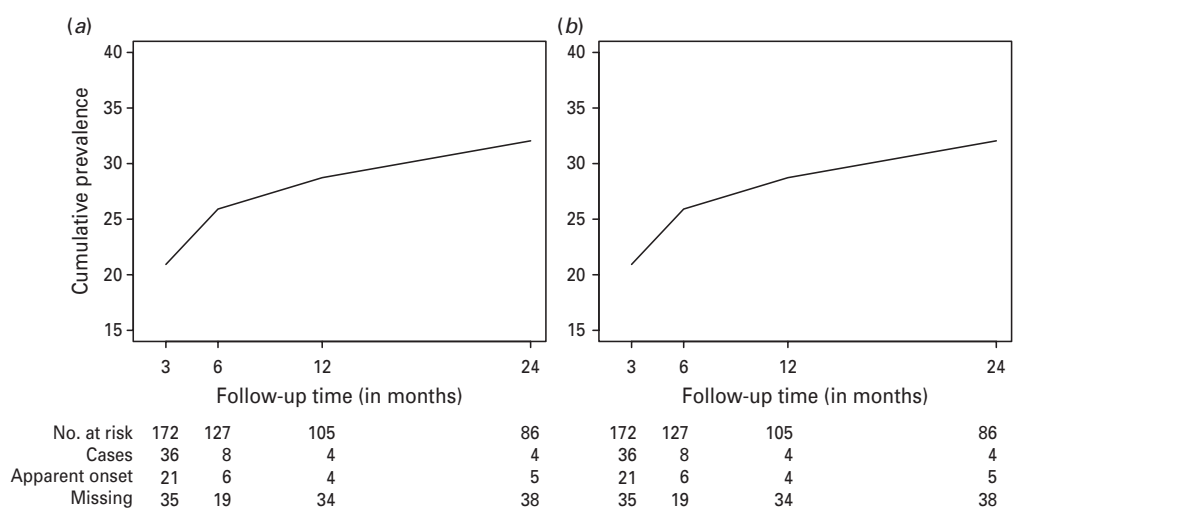 (a) (b)
Cumulative prevalence
40 40
35 35
30 30
25 25
20 20
15 15
3 6 12 24 3 6 12 24
Follow-up time (in months) Follow-up time (in months)
No. at risk 172 127 105 86 172 127 105 86
Cases 36 8 4 4 36 8 4 4
Apparent onset 21 6 4 5 21 6 4 5
Missing 35 19 34 38 35 19 34 38